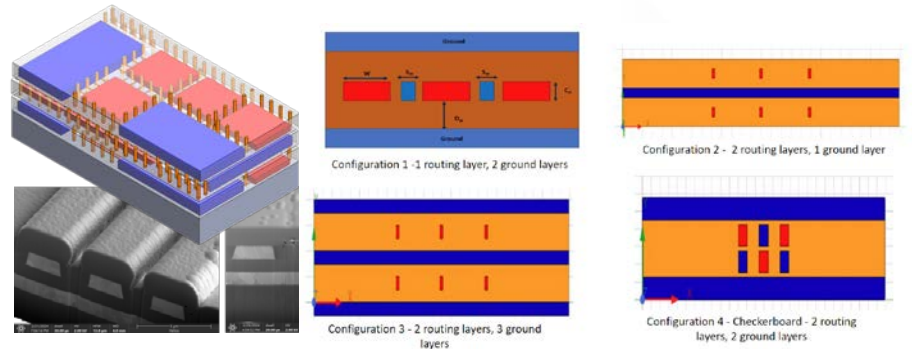 Ground
W
Ground
Configuration 1 -1 routing layer, 2 ground layers
Configuration 2 - 2 routing layers, 1 ground layer
Configuration 3 - 2 routing layers, 3 ground
layers
Configuration 4 - Checkerboard - 2 routing
layers, 2 ground layers